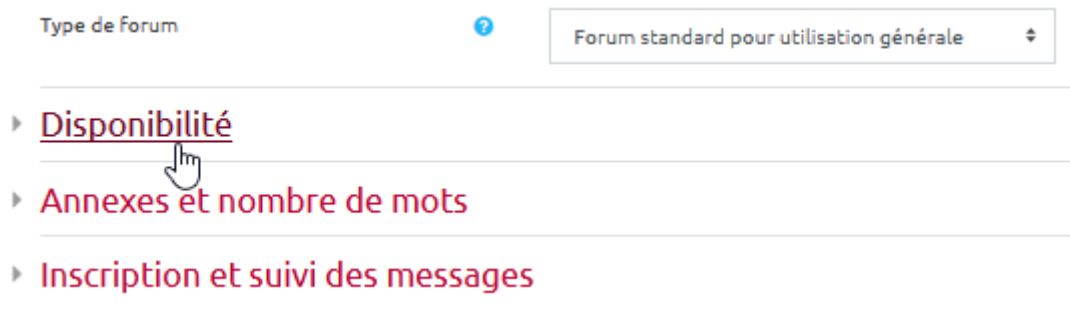 Type de forum ? Forum standard pour utilisation générale
Disponibilité
Annexes et nombre de mots
Inscription et suivi des messages